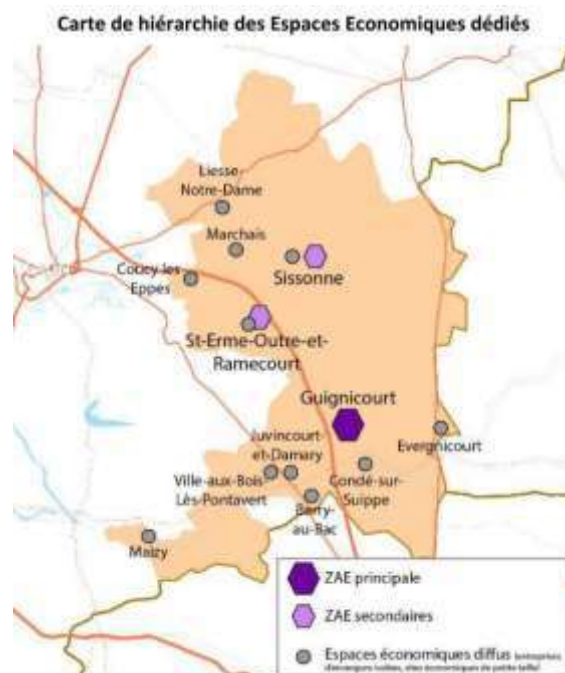 Carte de hiérarchie des Espaces Economiques dédiés
Liesse
Notre-Dame
Marchais
Coucy les
Eppes
Sissonne
St-Erme-Outre-et-
Ramecourt
Guignicourt
Evergnicourt
Juvincourt-
et-Damary
Ville-aux-Bois
Lès-Pontavert
Condé-sur-
Suippe
Berry-
au-Bac
Maizy
ZAE principale
ZAE secondaires
Espaces économiques diffus